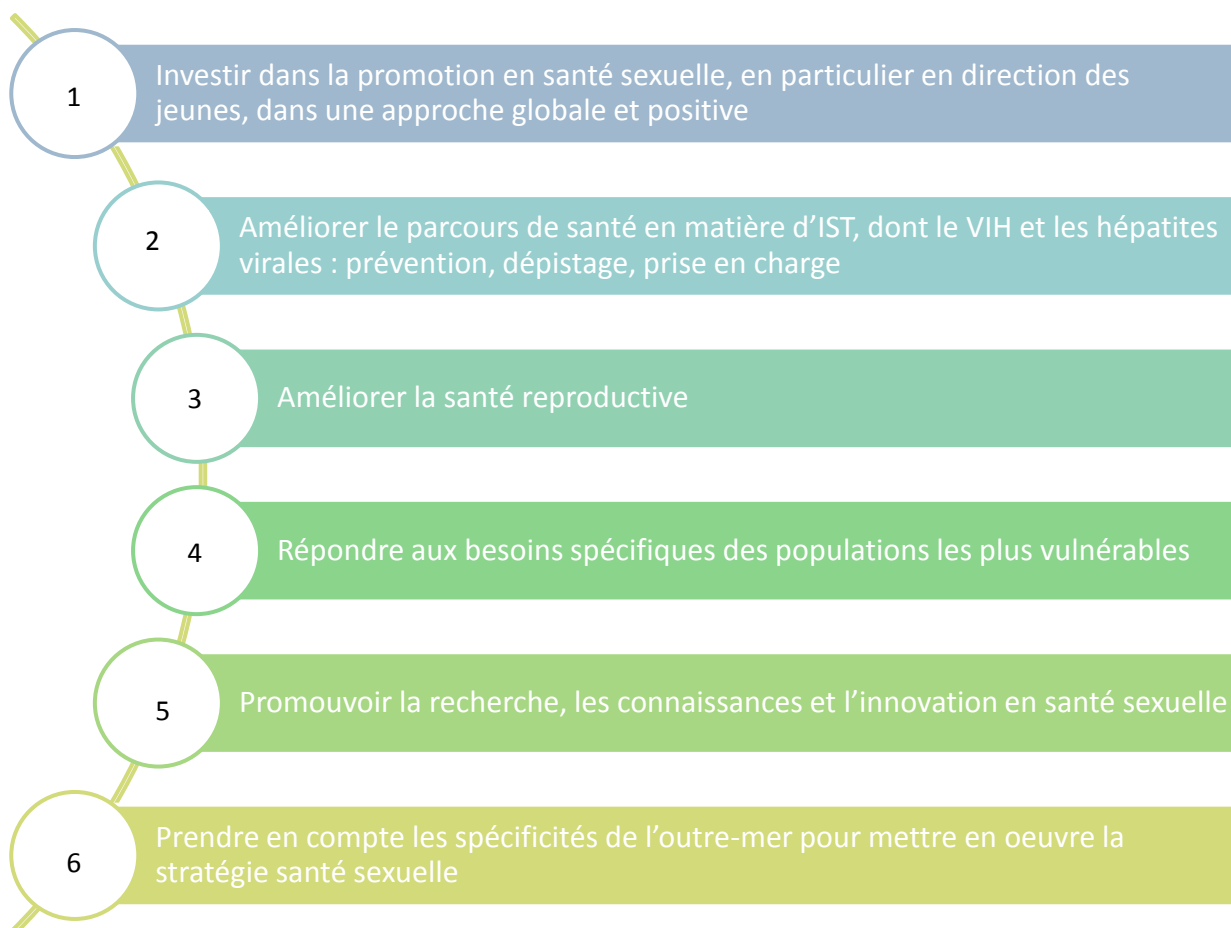 1
Investir dans la promotion en santé sexuelle, en particulier en direction des
jeunes, dans une approche globale et positive
2
Améliorer le parcours de santé en matière d’IST, dont le VIH et les hépatites
virales : prévention, dépistage, prise en charge
3
Améliorer la santé reproductive
4
Répondre aux besoins spécifiques des populations les plus vulnérables
5
Promouvoir la recherche, les connaissances et l’innovation en santé sexuelle
6
Prendre en compte les spécificités de l’outre-mer pour mettre en oeuvre la
stratégie santé sexuelle